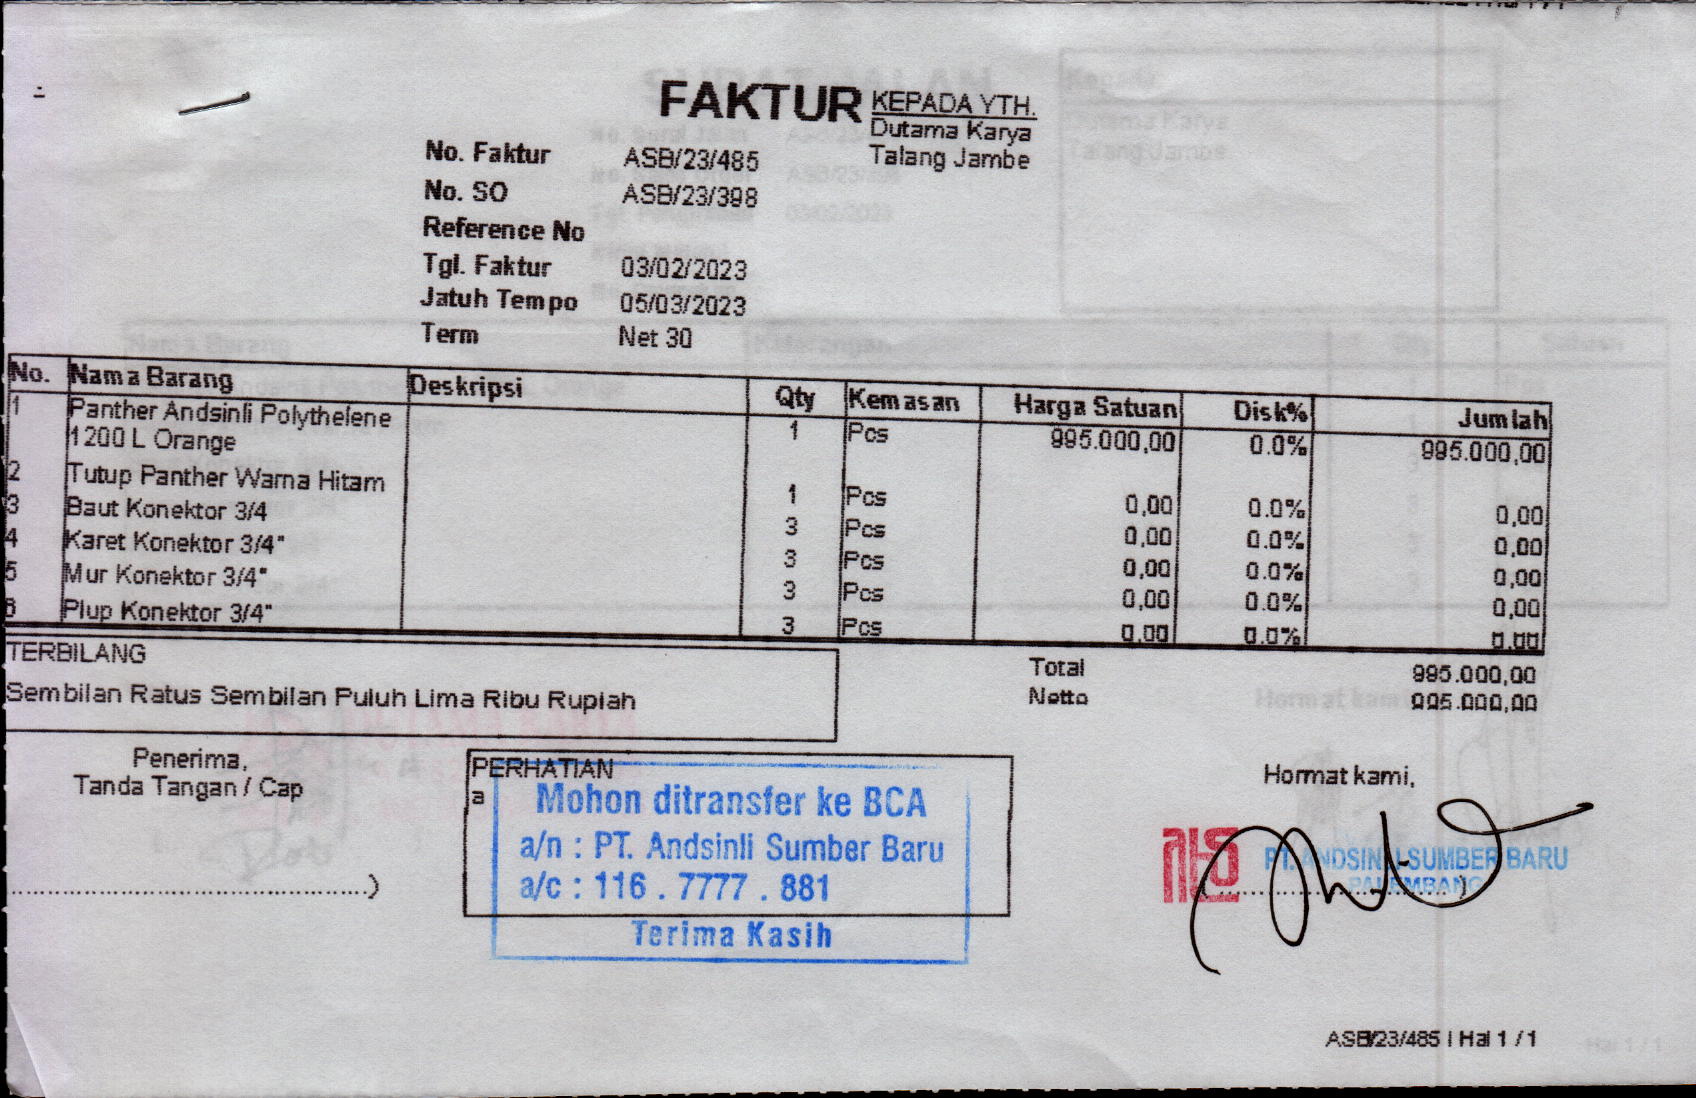 FAKTUR
KEPADA YTH.
Dutama Karya
Talang Jambe
No. Faktur ASB/23/485
No. SO ASB/23/398
Reference No
Tgl. Faktur 03/02/2023
Jatuh Tempo 05/03/2023
Term Net 30
No. Nama Barang Deskripsi Qty Kemasan Harga Satuan Disk% Jumlah
1 Panther Andsinli Polythelene 1 Pcs 995.000,00 0.0% 995.000,00
1200 L Orange
2 Tutup Panther Warna Hitam 1 Pcs 0,00 0.0% 0,00
3 Baut Konektor 3/4 3 Pcs 0,00 0.0% 0,00
4 Karet Konektor 3/4" 3 Pcs 0,00 0.0% 0,00
5 Mur Konektor 3/4" 3 Pcs 0,00 0.0% 0,00
6 Plup Konektor 3/4" 3 Pcs 0,00 0.0% 0,00
TERBILANG
Sembilan Ratus Sembilan Puluh Lima Ribu Rupiah
Total 995.000,00
Netto 995.000,00
Penerima,
Tanda Tangan / Cap
..........................................)
PERHATIAN
a
Mohon ditransfer ke BCA
a/n : PT. Andsinli Sumber Baru
a/c : 116 . 7777 . 881
Terima Kasih
Hormat kami,
PT. ANDSINLI SUMBER BARU
PALEMBANG
ASB/23/485 | Hal 1 / 1